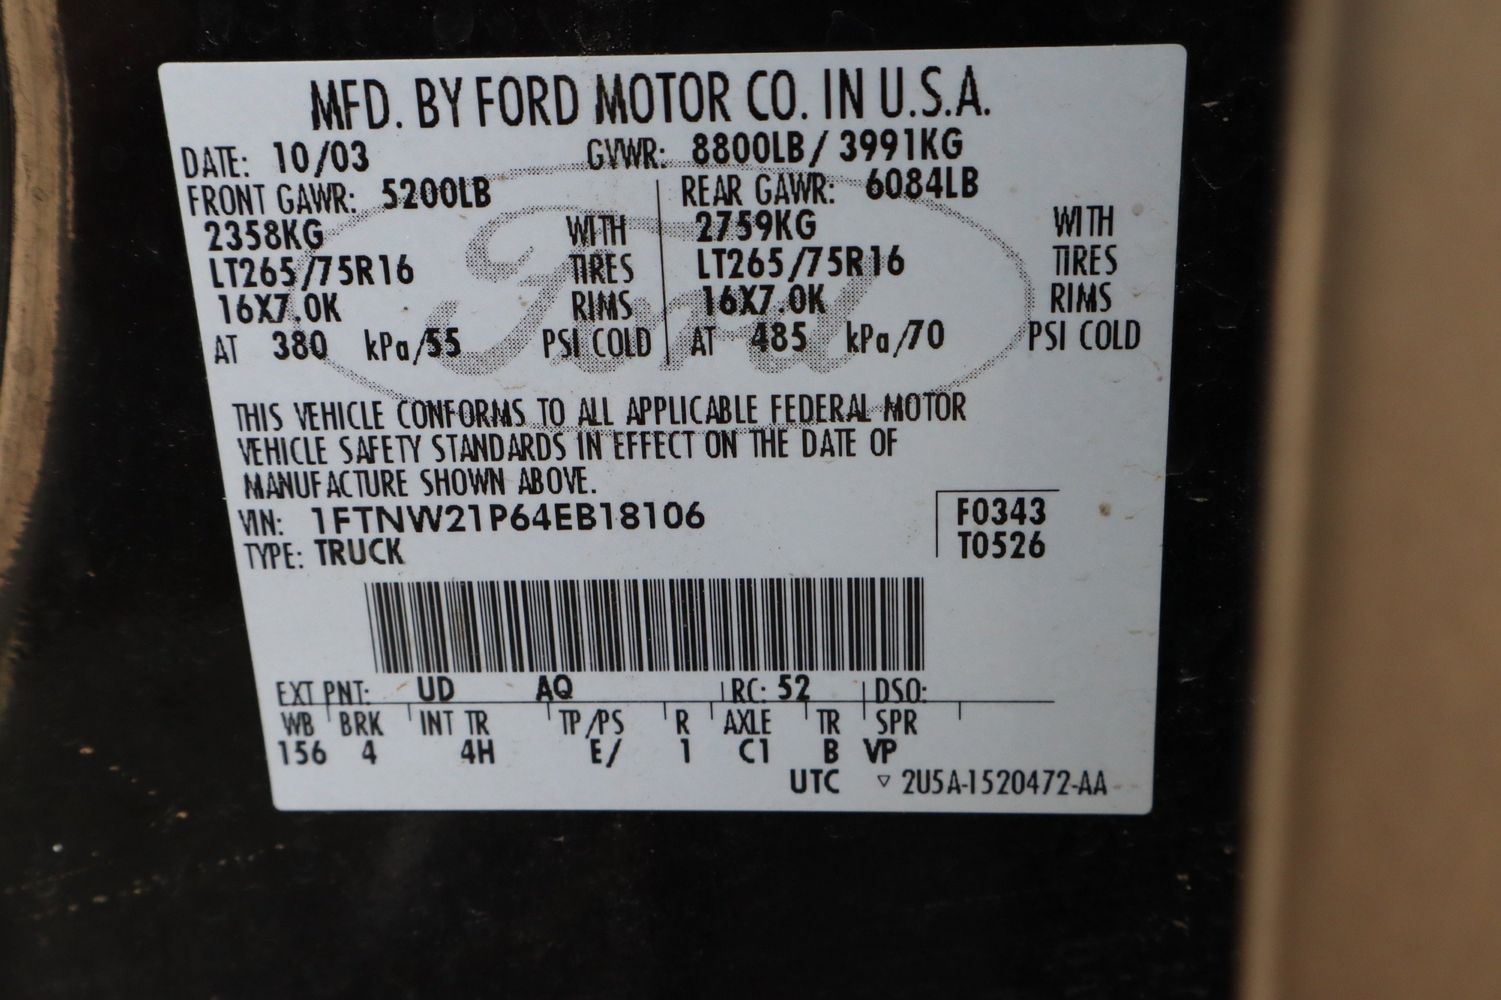 MFD. BY FORD MOTOR CO. IN U.S.A.
DATE: 10/03 GVWR: 8800LB/ 3991KG
FRONT GAWR: 5200LB REAR GAWR: 6084LB
2358KG WITH 2759KG WITH
LT265/75R16 TIRES LT265/75R16 TIRES
16X7.0K RIMS 16X7.0K RIMS
AT 380 kPa/55 PSI COLD AT 485 kPa/70 PSI COLD
Ford
THIS VEHICLE CONFORMS TO ALL APPLICABLE FEDERAL MOTOR
VEHICLE SAFETY STANDARDS IN EFFECT ON THE DATE OF
MANUFACTURE SHOWN ABOVE.
VIN: 1FTNW21P64EB18106 F0343
TYPE: TRUCK T0526
EXT PNT: UD AQ RC: 52 DSO:
WB BRK INT TR TP/PS R AXLE TR SPR
156 4 4H E/ 1 C1 B VP
UTC ▽ 2U5A-1520472-AA